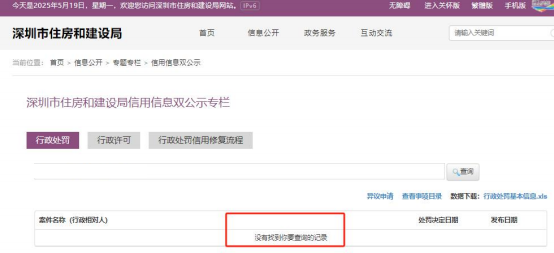 今天是2025年5月19日，星期一，欢迎您访问深圳市住房和建设局网站。 IPv6 无障碍 进入关怀版 繁體版 手机版
深圳市住房和建设局 首页 信息公开 政务服务 互动交流 请输入关键词
当前位置： 首页 > 信息公开 > 专题专栏 > 信用信息双公示
深圳市住房和建设局信用信息双公示专栏
行政处罚 行政许可 行政处罚信用修复流程
查询
异议申请 查看事项目录 数据下载：行政处罚基本信息.xls
案件名称（行政相对人） 处罚决定日期 发布日期
没有找到你要查询的记录